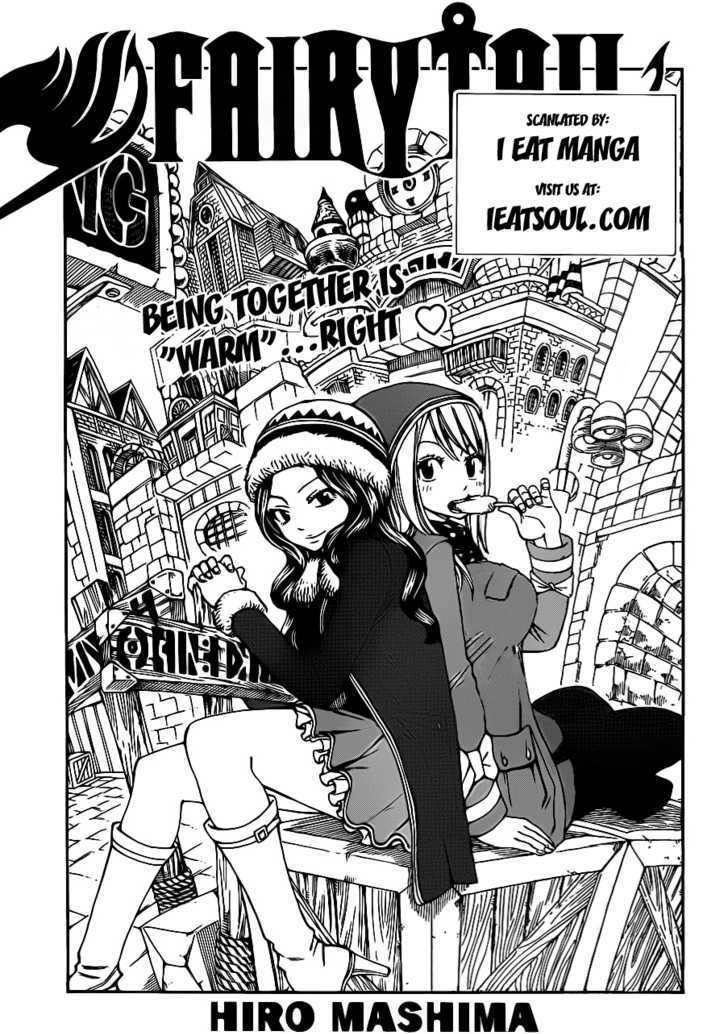 FAIRY TAIL
SCANLATED BY:
I EAT MANGA
VISIT US AT:
IEATSOUL.COM
BEING TOGETHER IS
"WARM" ...RIGHT ♡
HIRO MASHIMA